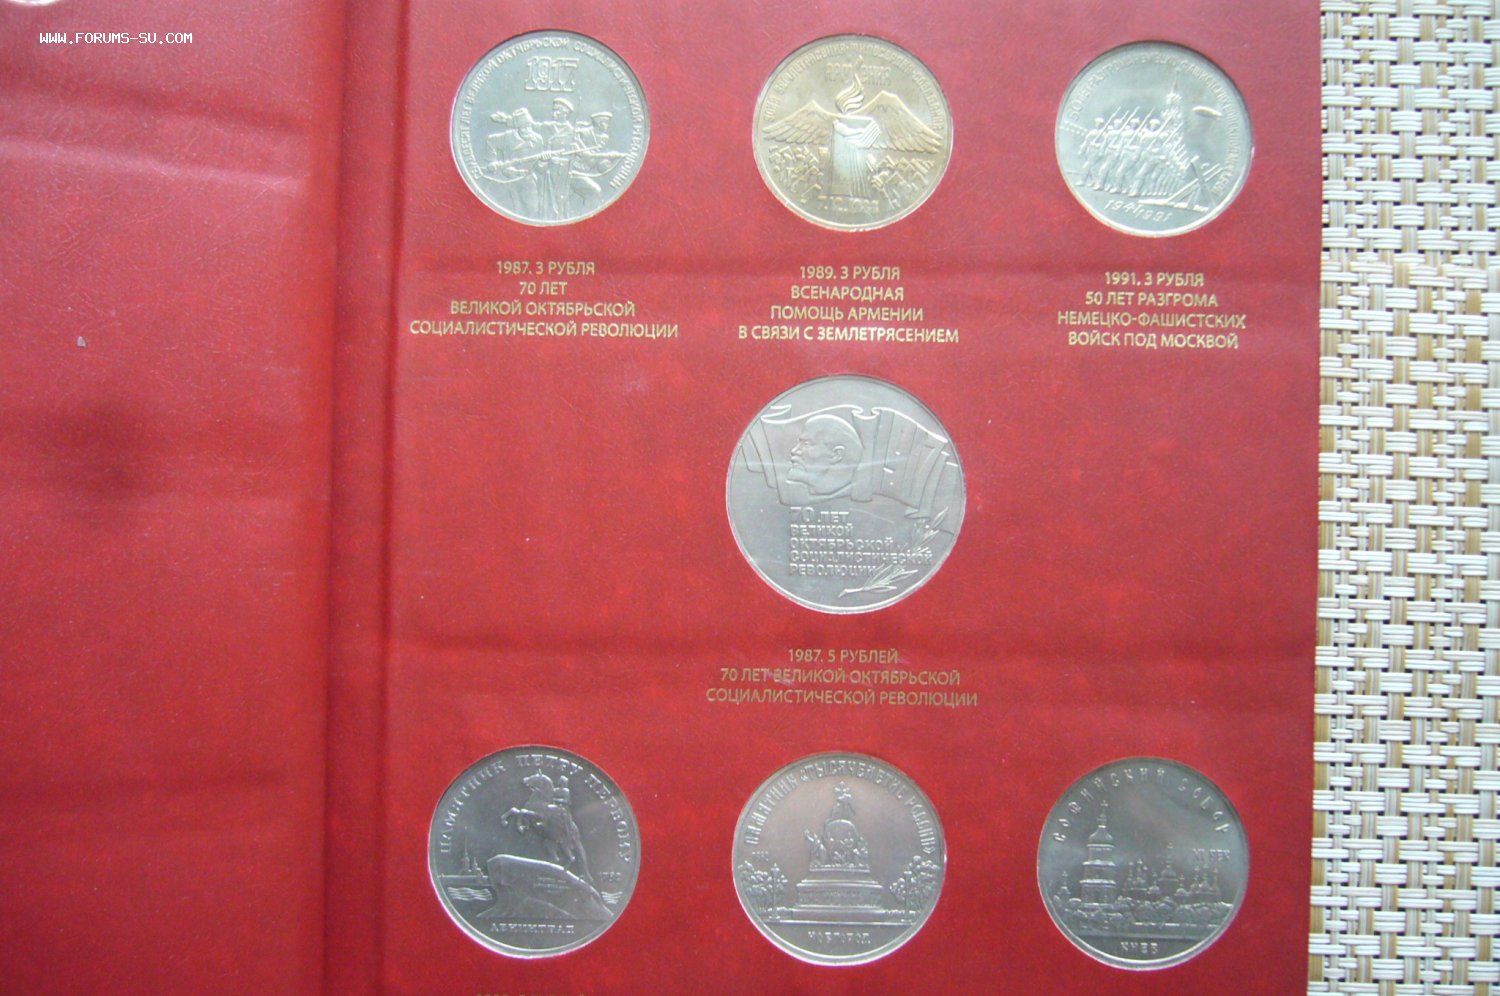 WWW.FORUMS-SU.COM
1917
1987. 3 РУБЛЯ
70 ЛЕТ
ВЕЛИКОЙ ОКТЯБРЬСКОЙ
СОЦИАЛИСТИЧЕСКОЙ РЕВОЛЮЦИИ
1989. 3 РУБЛЯ
ВСЕНАРОДНАЯ
ПОМОЩЬ АРМЕНИИ
В СВЯЗИ С ЗЕМЛЕТРЯСЕНИЕМ
1941 1991
1991. 3 РУБЛЯ
50 ЛЕТ РАЗГРОМА
НЕМЕЦКО-ФАШИСТСКИХ
ВОЙСК ПОД МОСКВОЙ
70 ЛЕТ
ВЕЛИКОЙ
ОКТЯБРЬСКОЙ
СОЦИАЛИСТИЧЕСКОЙ
РЕВОЛЮЦИИ
1987. 5 РУБЛЕЙ
70 ЛЕТ ВЕЛИКОЙ ОКТЯБРЬСКОЙ
СОЦИАЛИСТИЧЕСКОЙ РЕВОЛЮЦИИ
ПАМЯТНИК ПЕТРУ ПЕРВОМУ
1782
ЛЕНИНГРАД
ПАМЯТНИК «ТЫСЯЧЕЛЕТИЕ РОССИИ»
НОВГОРОД
СОФИЙСКИЙ СОБОР
XI ВЕК
КИЕВ